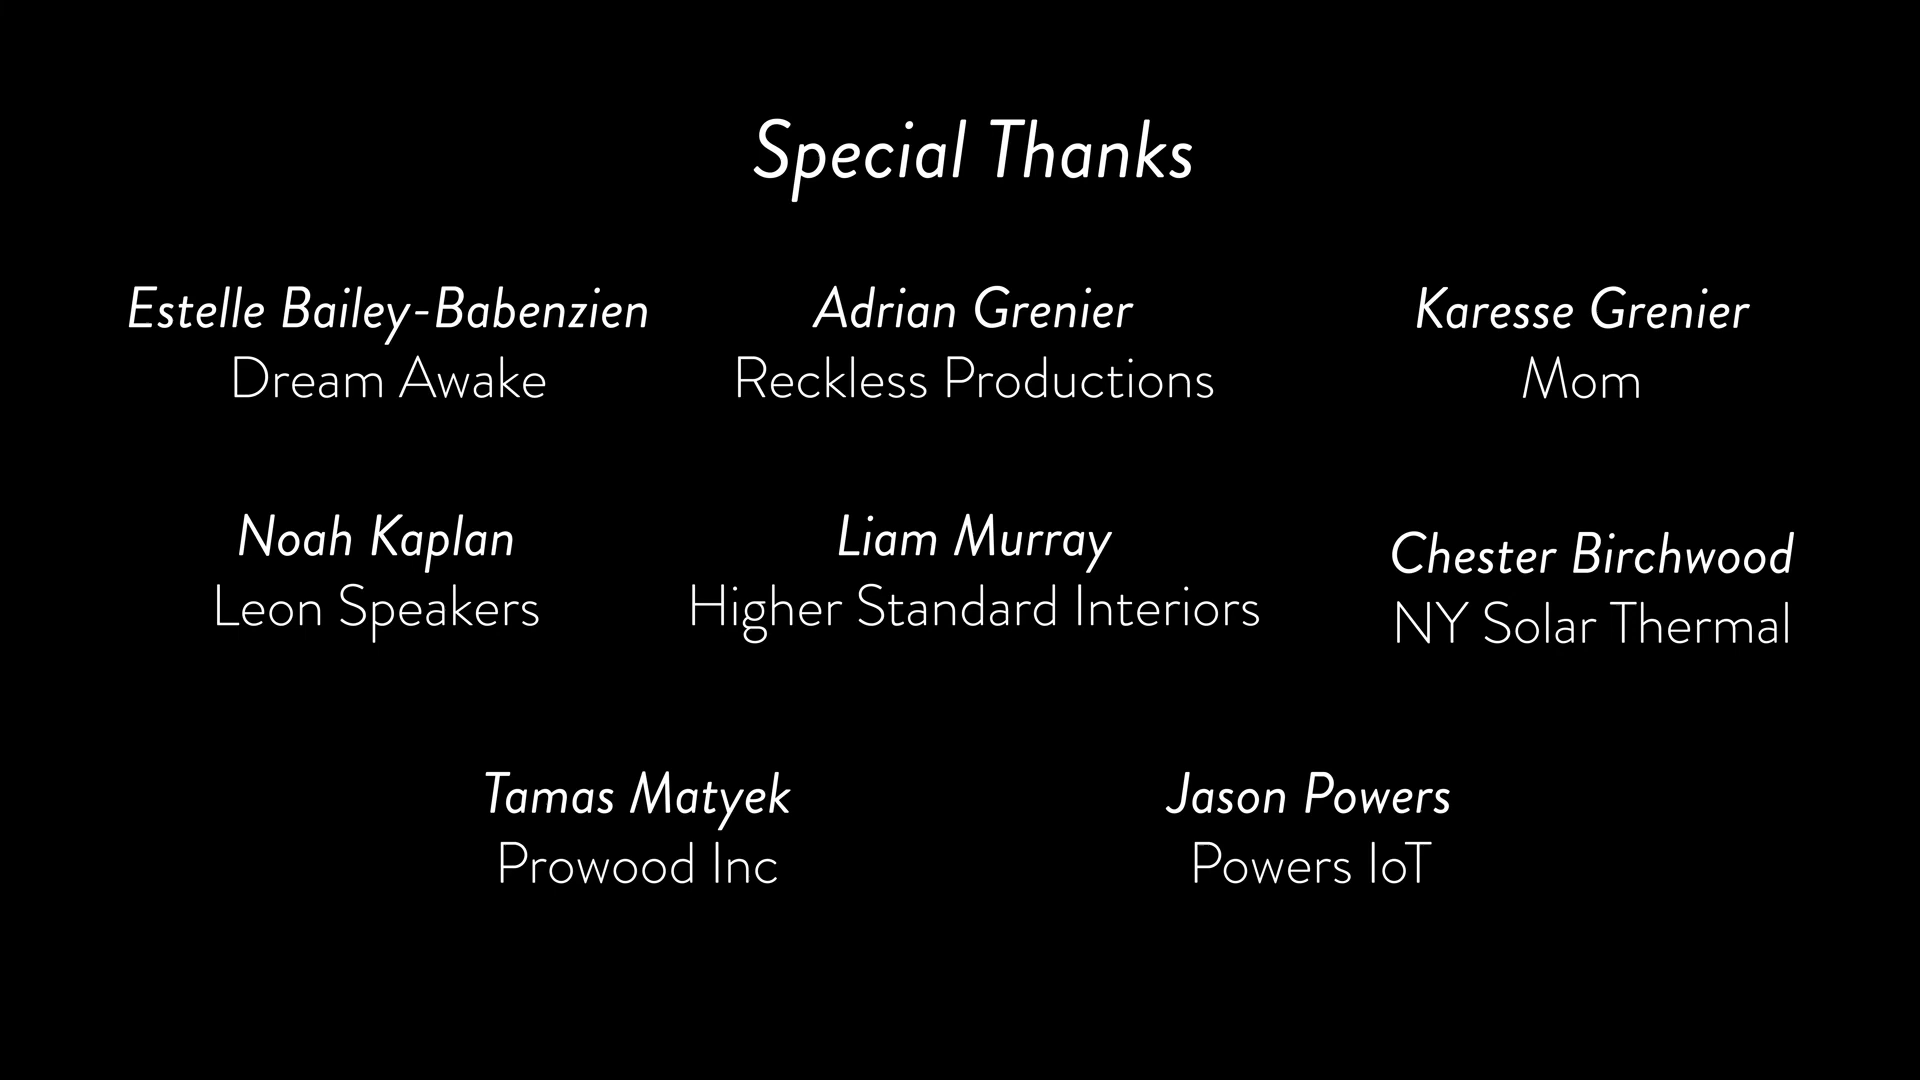 Special Thanks
Estelle Bailey-Babenzien
Dream Awake
Adrian Grenier
Reckless Productions
Karesse Grenier
Mom
Noah Kaplan
Leon Speakers
Liam Murray
Higher Standard Interiors
Chester Birchwood
NY Solar Thermal
Tamas Matyek
Prowood Inc
Jason Powers
Powers IoT